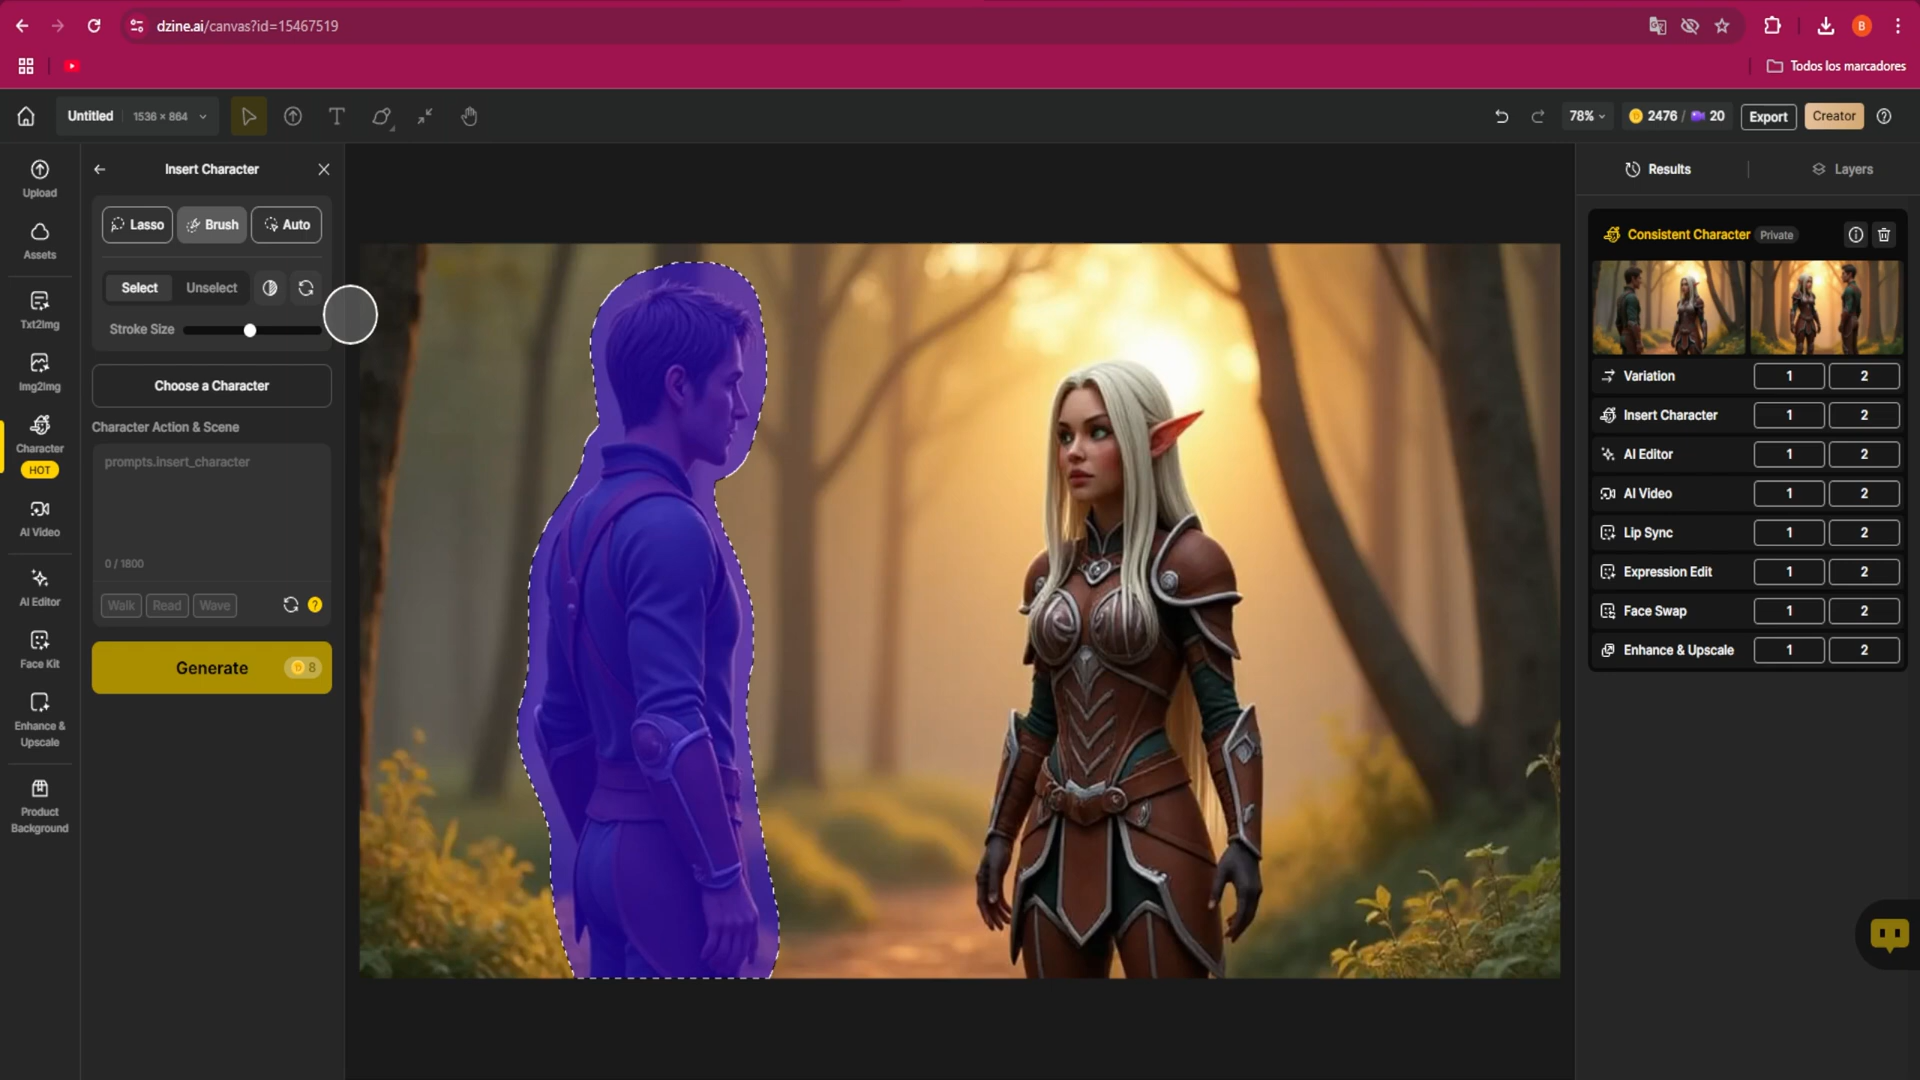 dzine.ai/canvas?id=15467519
B
Todos los marcadores
Untitled
1536 × 864
78%
2476 / 20
Export
Creator
Upload
Assets
Txt2Img
Img2Img
Character
HOT
AI Video
AI Editor
Face Kit
Enhance &
Upscale
Product
Background
Insert Character
Lasso
Brush
Auto
Select
Unselect
Stroke Size
Choose a Character
Character Action & Scene
prompts.insert_character
0 / 1800
Walk
Read
Wave
?
Generate
8
Results
Layers
Consistent Character
Private
Variation 1 2
Insert Character 1 2
AI Editor 1 2
AI Video 1 2
Lip Sync 1 2
Expression Edit 1 2
Face Swap 1 2
Enhance & Upscale 1 2